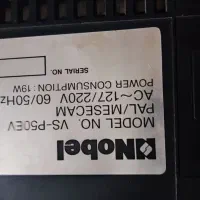 Nobel
MODEL NO. VS-P50EV
PAL/MESECAM
AC~127/220V 60/50Hz
POWER CONSUMPTION: 19W
SERIAL NO.